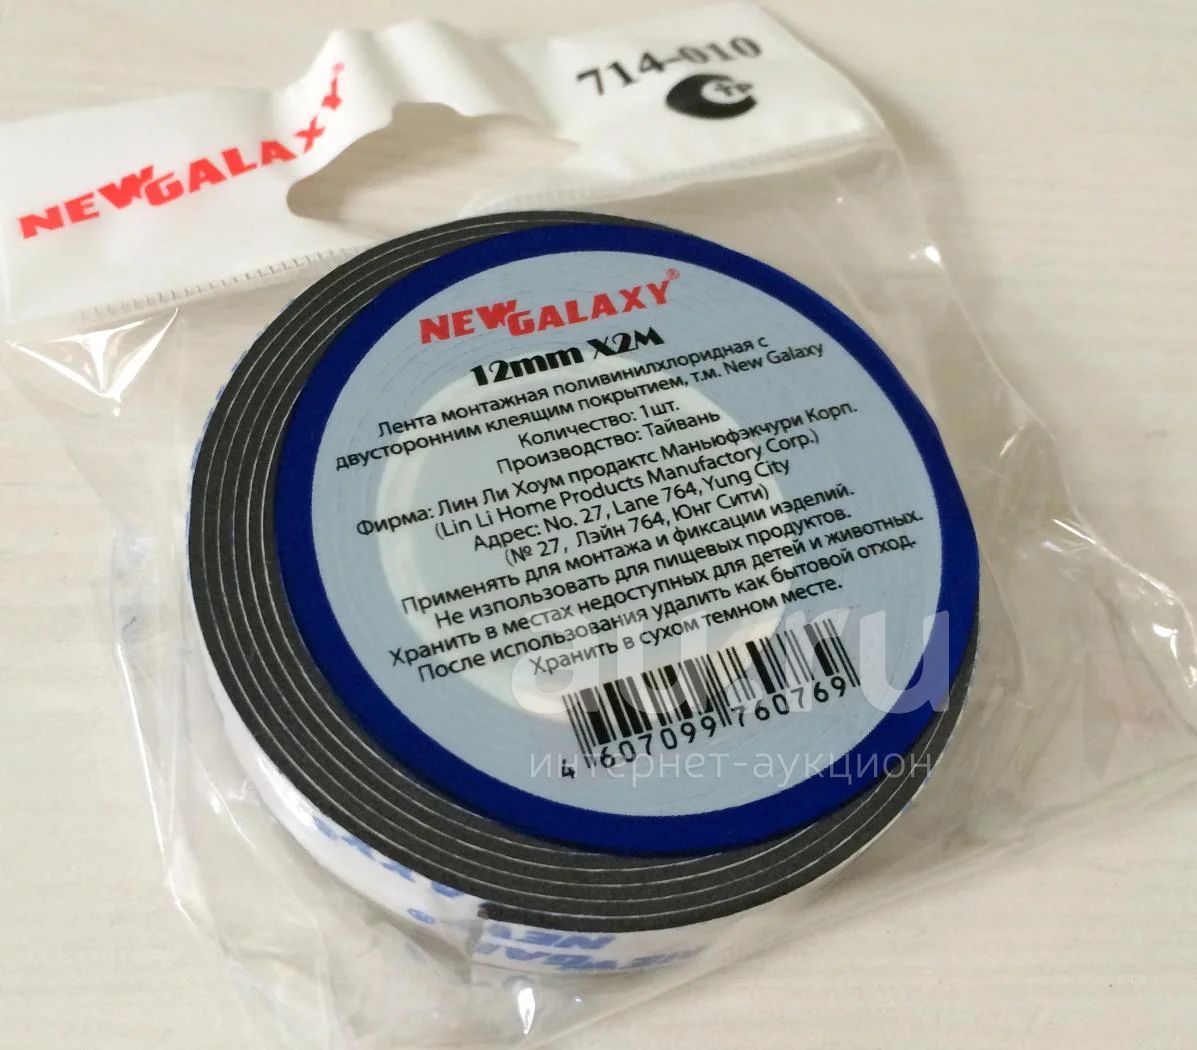 NEWGALAXY
714-010
NEWGALAXY®
12mm X2M
Лента монтажная поливинилхлоридная с
двусторонним клеящим покрытием, т.м. New Galaxy
Количество: 1шт.
Производство: Тайвань
Фирма: Лин Ли Хоум продактс Маньюфэкчури Корп.
(Lin Li Home Products Manufactory Corp.)
Адрес: No. 27, Lane 764, Yung City
(№ 27, Лэйн 764, Юнг Сити)
Применять для монтажа и фиксации изделий.
Не использовать для пищевых продуктов.
Хранить в местах недоступных для детей и животных.
После использования удалить как бытовой отход.
Хранить в сухом темном месте.
4 607099 760769
au.ru
интернет-аукцион
NEWGAL